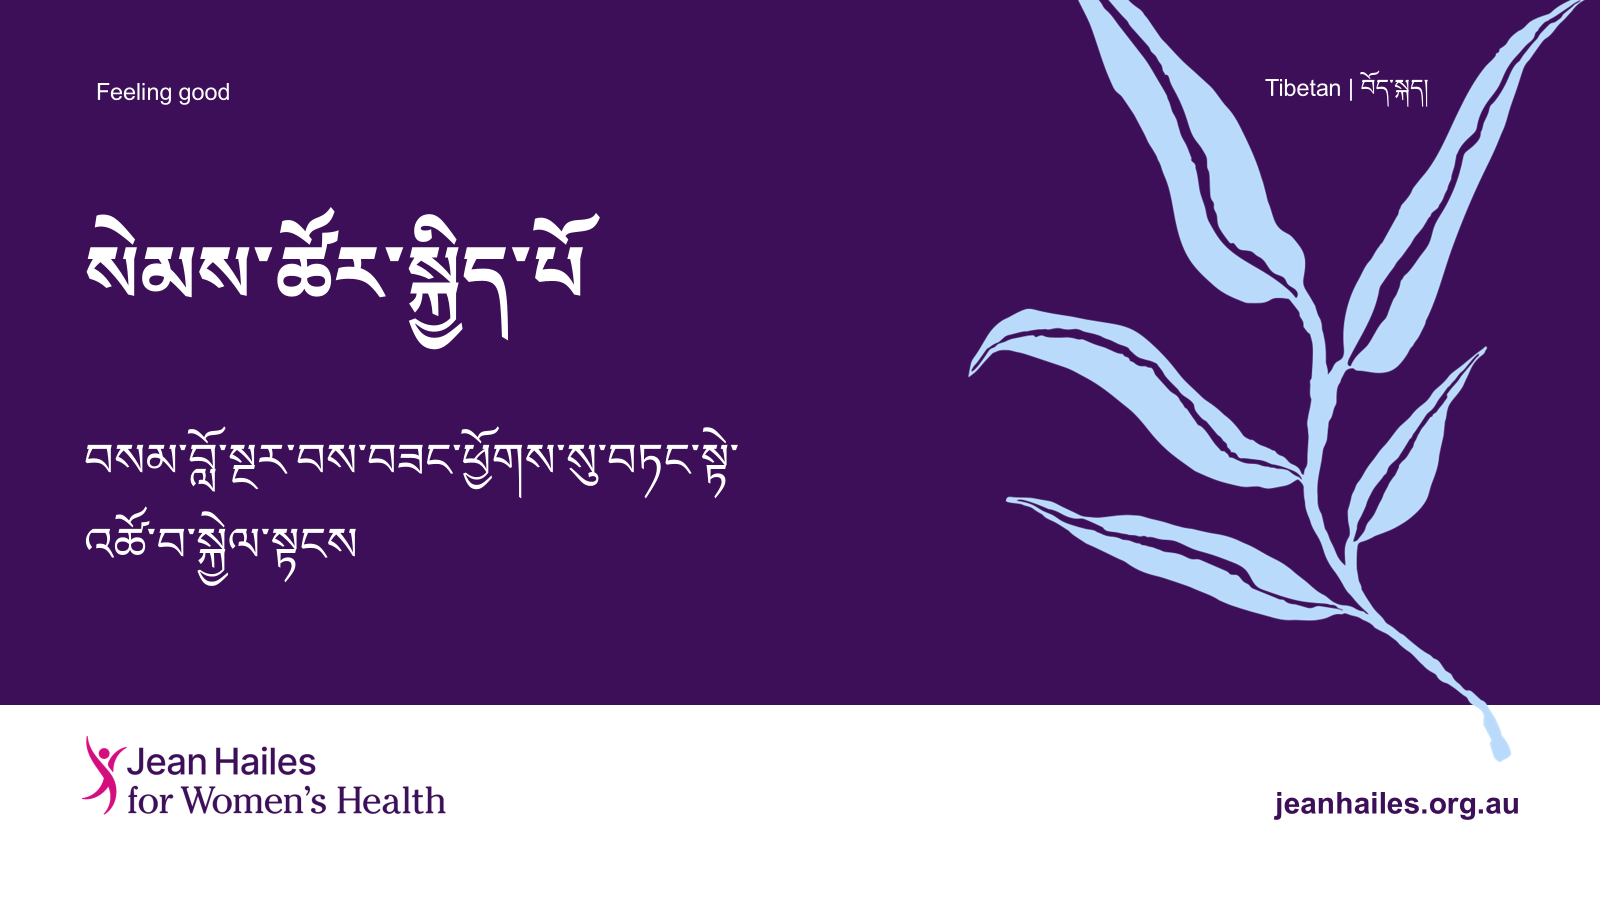 Feeling good
Tibetan | བོད་སྐད།
སེམས་ཚོར་སྐྱིད་པོ
བསམ་བློ་སྔར་བས་བཟང་ཕྱོགས་སུ་བཏང་སྟེ་
འཚོ་བ་སྐྱེལ་སྟངས
Jean Hailes
for Women's Health
jeanhailes.org.au